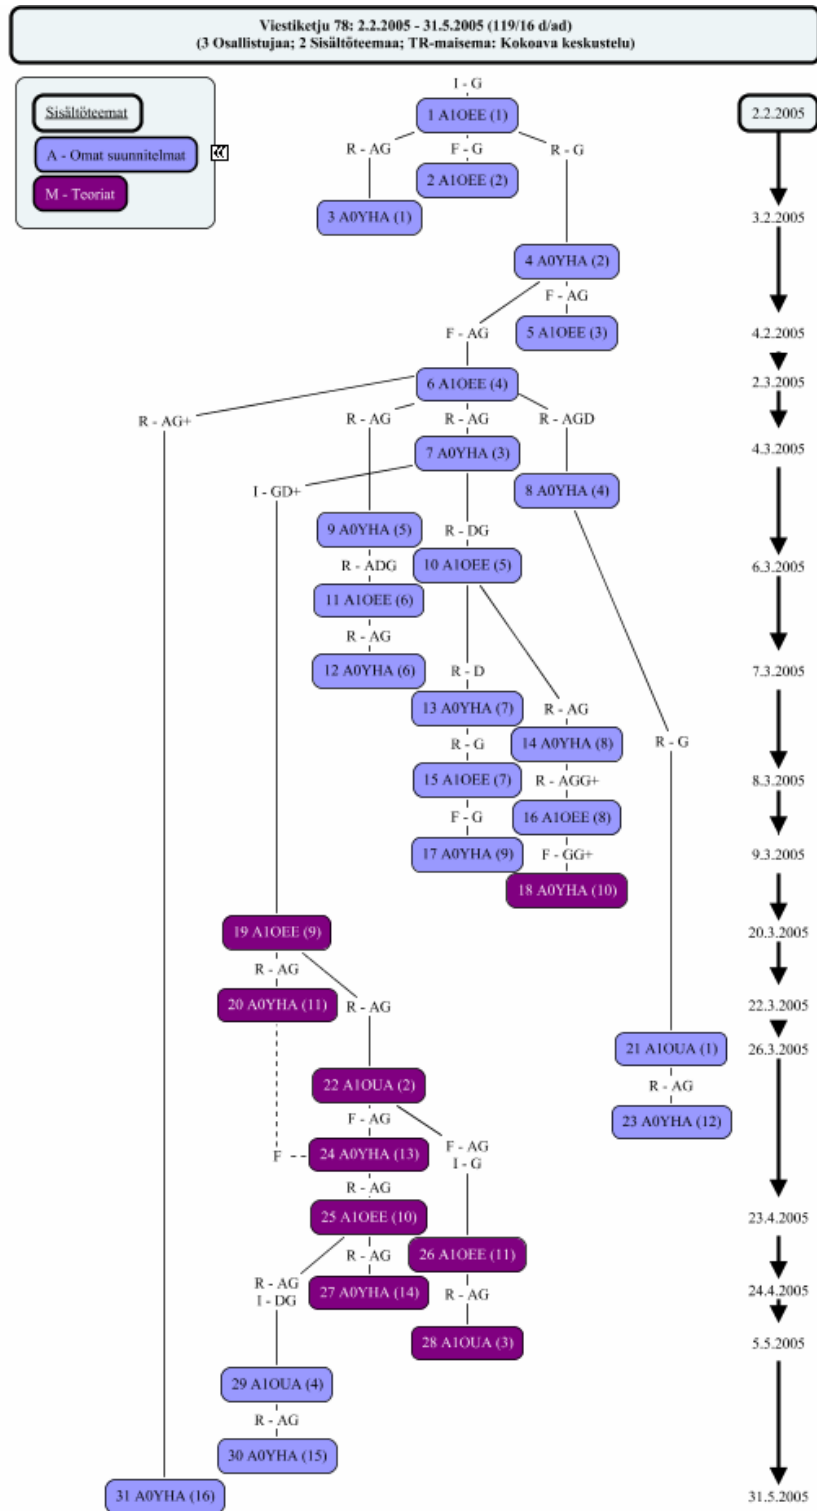 Viestiketju 78: 2.2.2005 - 31.5.2005 (119/16 d/ad)
(3 Osallistujaa; 2 Sisältöteemaa; TR-maisema: Kokoava keskustelu)
Sisältöteemat
A - Omat suunnitelmat
M - Teoriat
I - G
1 A1OEE (1)
2.2.2005
R - AG
F - G
R - G
2 A1OEE (2)
3 A0YHA (1)
3.2.2005
4 A0YHA (2)
F - AG
F - AG
5 A1OEE (3)
4.2.2005
6 A1OEE (4)
2.3.2005
R - AG+
R - AG
R - AG
R - AGD
7 A0YHA (3)
4.3.2005
I - GD+
8 A0YHA (4)
9 A0YHA (5)
R - DG
R - ADG
10 A1OEE (5)
6.3.2005
11 A1OEE (6)
R - AG
12 A0YHA (6)
R - D
7.3.2005
13 A0YHA (7)
R - AG
R - G
14 A0YHA (8)
R - G
15 A1OEE (7)
R - AGG+
8.3.2005
F - G
16 A1OEE (8)
17 A0YHA (9)
F - GG+
9.3.2005
18 A0YHA (10)
19 A1OEE (9)
20.3.2005
R - AG
20 A0YHA (11)
R - AG
22.3.2005
21 A1OUA (1)
26.3.2005
22 A1OUA (2)
R - AG
F - AG
23 A0YHA (12)
F
24 A0YHA (13)
F - AG
I - G
R - AG
25 A1OEE (10)
23.4.2005
R - AG
I - DG
R - AG
26 A1OEE (11)
27 A0YHA (14)
R - AG
24.4.2005
28 A1OUA (3)
5.5.2005
29 A1OUA (4)
R - AG
30 A0YHA (15)
31 A0YHA (16)
31.5.2005